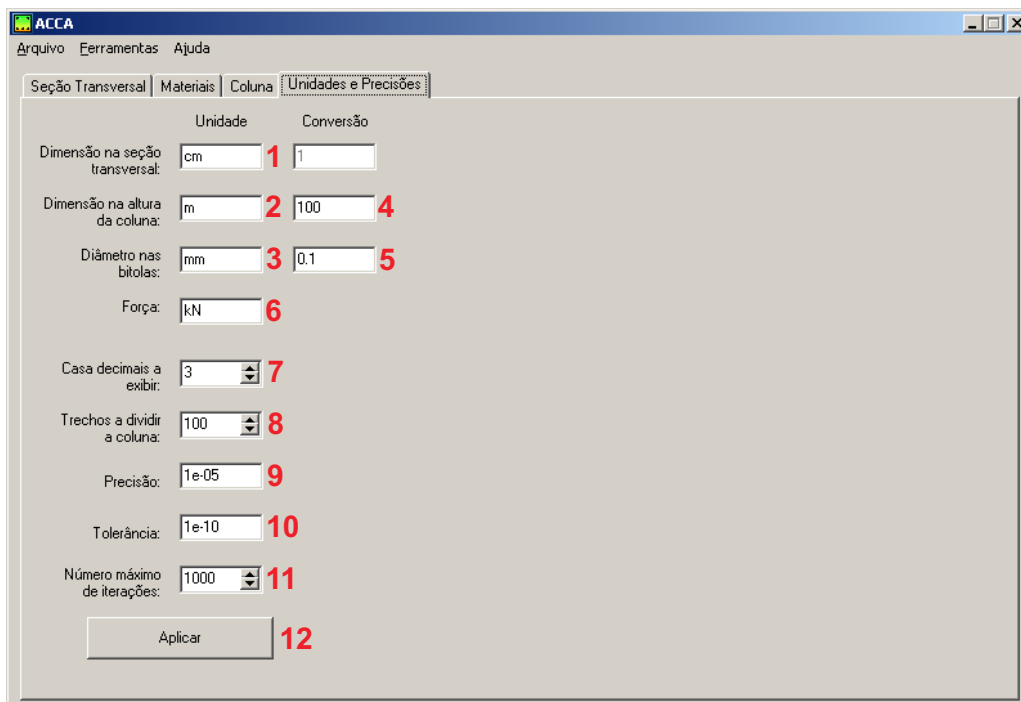 ACCA
Arquivo Ferramentas Ajuda
Seção Transversal Materiais Coluna Unidades e Precisões
Unidade Conversão
Dimensão na seção
transversal:
cm 1 1
Dimensão na altura
da coluna:
m 2 100 4
Diâmetro nas
bitolas:
mm 3 0.1 5
Força:
kN 6
Casa decimais a
exibir:
3 7
Trechos a dividir
a coluna:
100 8
Precisão:
1e-05 9
Tolerância:
1e-10 10
Número máximo
de iterações:
1000 11
Aplicar 12